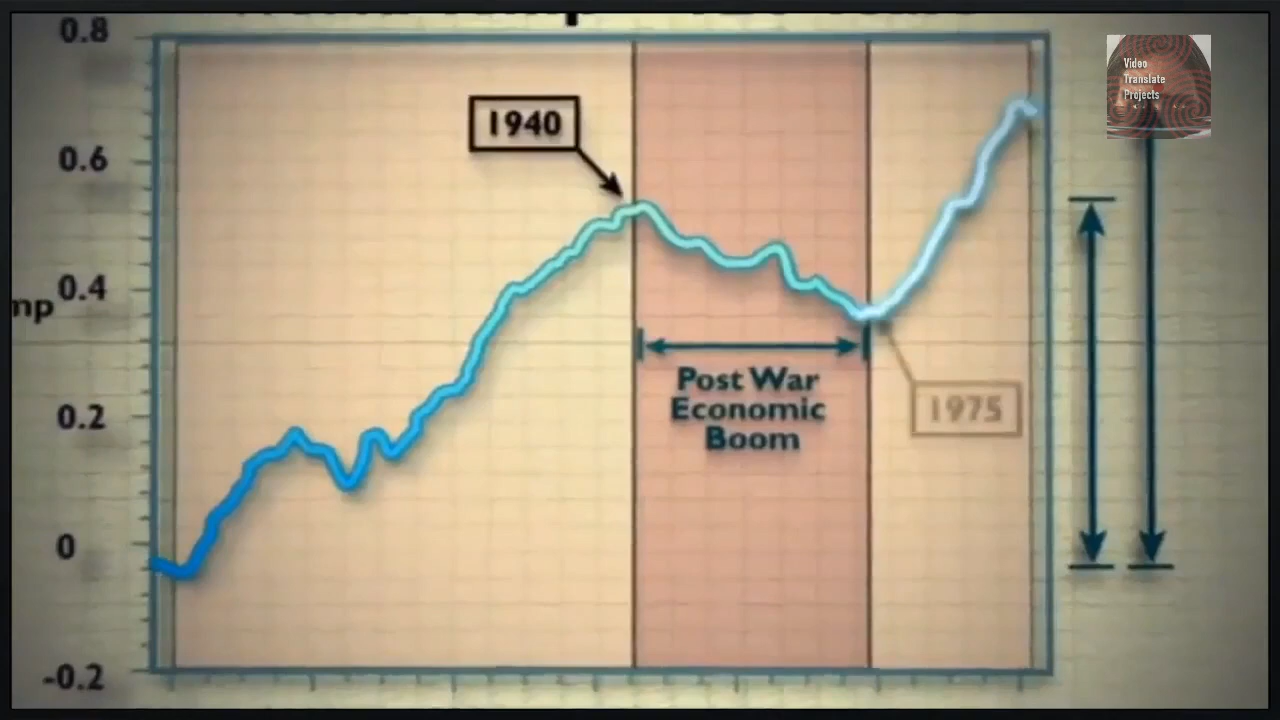 0.8
Video
Translate
Projects
1940
0.6
0.4
mp
Post War
Economic
Boom
1975
0.2
0
-0.2